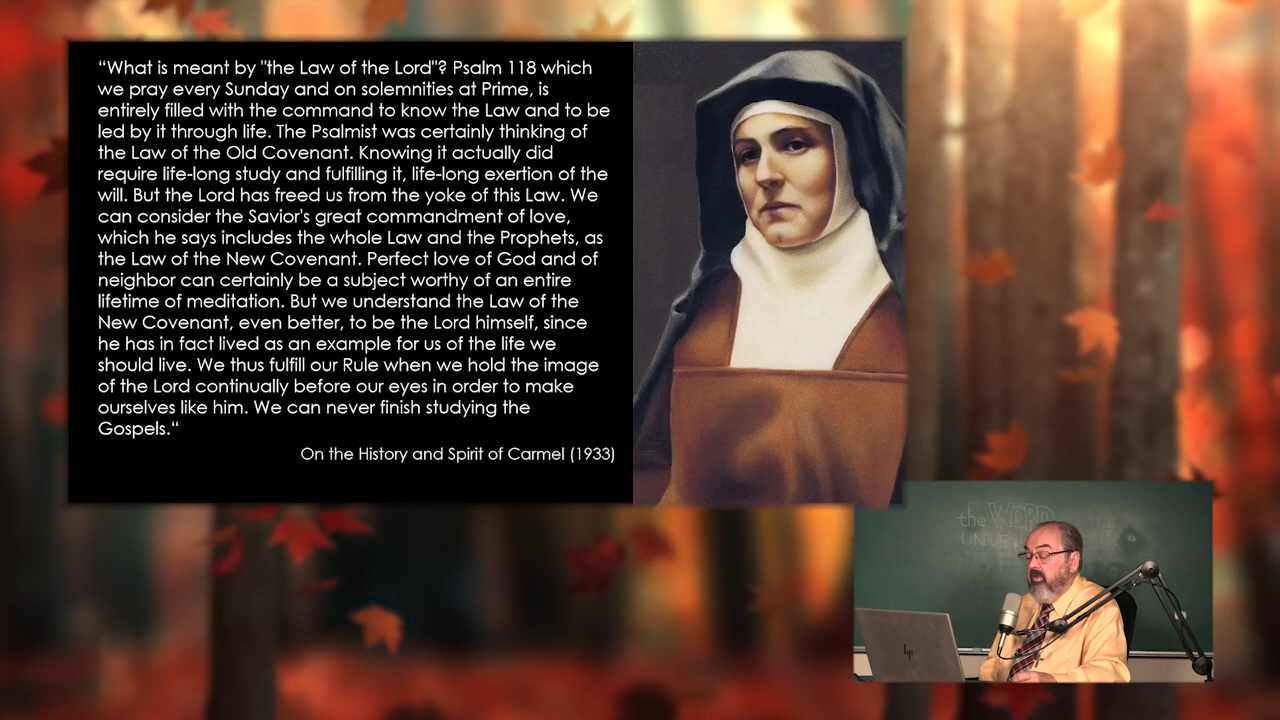 “What is meant by "the Law of the Lord"? Psalm 118 which
we pray every Sunday and on solemnities at Prime, is
entirely filled with the command to know the Law and to be
led by it through life. The Psalmist was certainly thinking of
the Law of the Old Covenant. Knowing it actually did
require life-long study and fulfilling it, life-long exertion of the
will. But the Lord has freed us from the yoke of this Law. We
can consider the Savior's great commandment of love,
which he says includes the whole Law and the Prophets, as
the Law of the New Covenant. Perfect love of God and of
neighbor can certainly be a subject worthy of an entire
lifetime of meditation. But we understand the Law of the
New Covenant, even better, to be the Lord himself, since
he has in fact lived as an example for us of the life we
should live. We thus fulfill our Rule when we hold the image
of the Lord continually before our eyes in order to make
ourselves like him. We can never finish studying the
Gospels.“
On the History and Spirit of Carmel (1933)
the WORD
hp